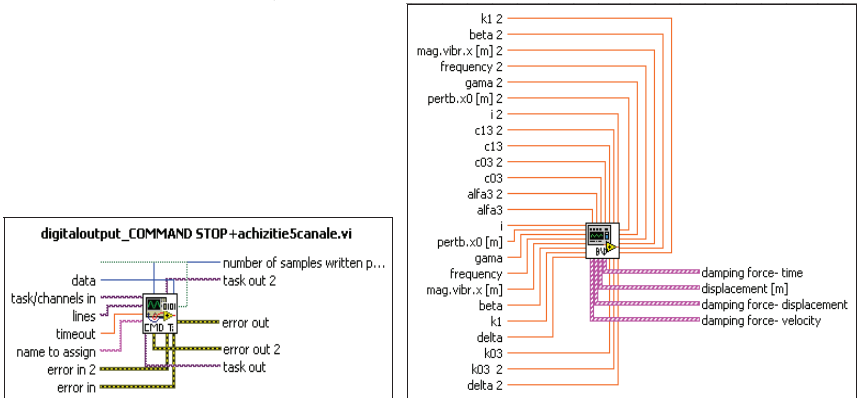 digitaloutput_COMMAND STOP+achizitie5canale.vi
data
task/channels in
lines
timeout
name to assign
error in 2
error in
CMD T
number of samples written p...
task out 2
error out
error out 2
task out
k1 2
beta 2
mag.vibr.x [m] 2
frequency 2
gama 2
pertb.x0 [m] 2
i 2
c13 2
c13
c03 2
c03
alfa3 2
alfa3
i
pertb.x0 [m]
gama
frequency
mag.vibr.x [m]
beta
k1
delta
k03
k03 2
delta 2
damping force- time
displacement [m]
damping force- displacement
damping force- velocity